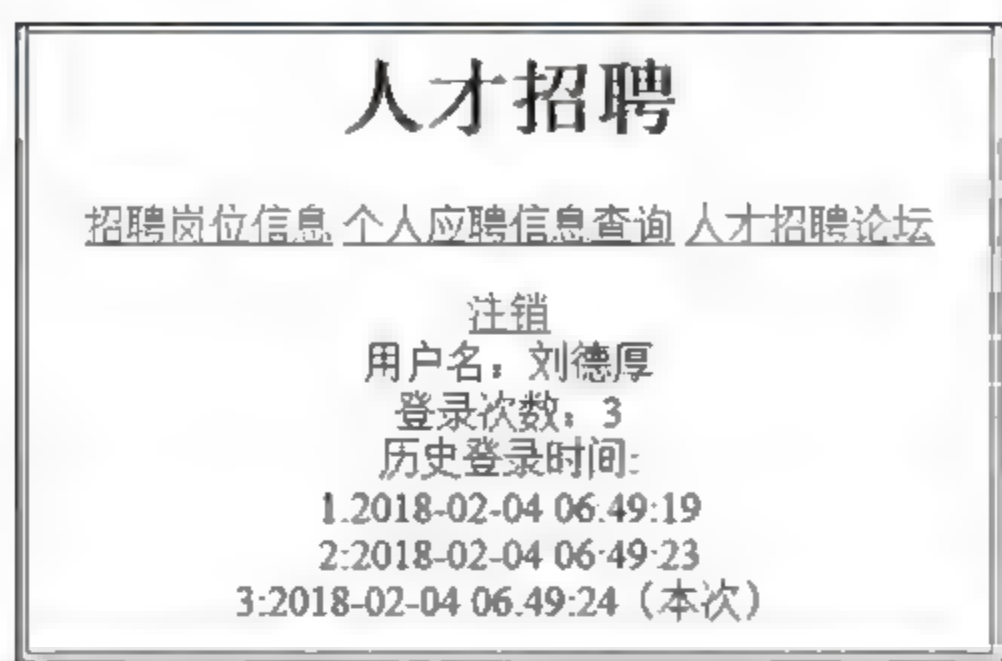 人才招聘
招聘岗位信息 个人应聘信息查询 人才招聘论坛
注销
用户名：刘德厚
登录次数：3
历史登录时间:
1:2018-02-04 06:49:19
2:2018-02-04 06:49:23
3:2018-02-04 06:49:24（本次）